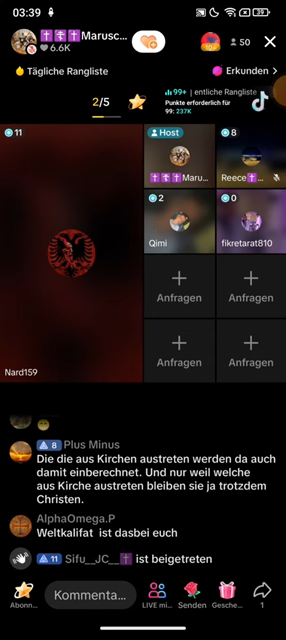 03:39
39
✝️☦️✝️Marusc...
6.6K
50
Tägliche Rangliste
Erkunden >
2/5
99+ | entliche Rangliste
Punkte erforderlich für
99: 237K
11
Host
8
✝️☦️✝️Maru...
Reece✝️...
2
0
Qimi
fikretarat810
Anfragen
Anfragen
Anfragen
Anfragen
Nard159
8 Plus Minus
Die die aus Kirchen austreten werden da auch
damit einberechnet. Und nur weil welche
aus Kirche austreten bleiben sie ja trotzdem
Christen.
AlphaOmega.P
Weltkalifat ist dasbei euch
11 Sifu__JC__✝️ ist beigetreten
Kommenta...
Abonn...
LIVE mi...
Senden
Gesche...
1